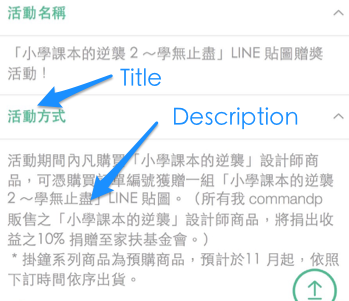 活動名稱
「小學課本的逆襲 2 ～學無止盡」LINE 貼圖贈獎
活動！
Title
活動方式
Description
活動期間內凡購買「小學課本的逆襲」設計師商
品，可憑購買訂單編號獲贈一組「小學課本的逆襲
2 ～無止盡」LINE 貼圖。（所有我 commandp
販售之「小學課本的逆襲」設計師商品，將捐出收
益之10% 捐贈至家扶基金會。）
* 掛鐘系列商品為預購商品，預計於11 月起，依照
下訂時間依序出貨。